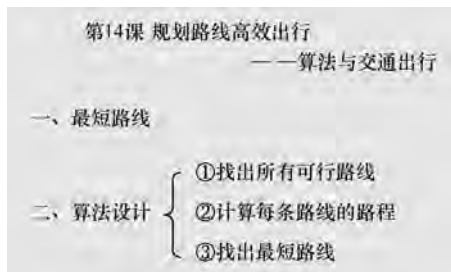 第14课 规划路线高效出行
——算法与交通出行
一、最短路线
①找出所有可行路线
二、算法设计
②计算每条路线的路程
③找出最短路线